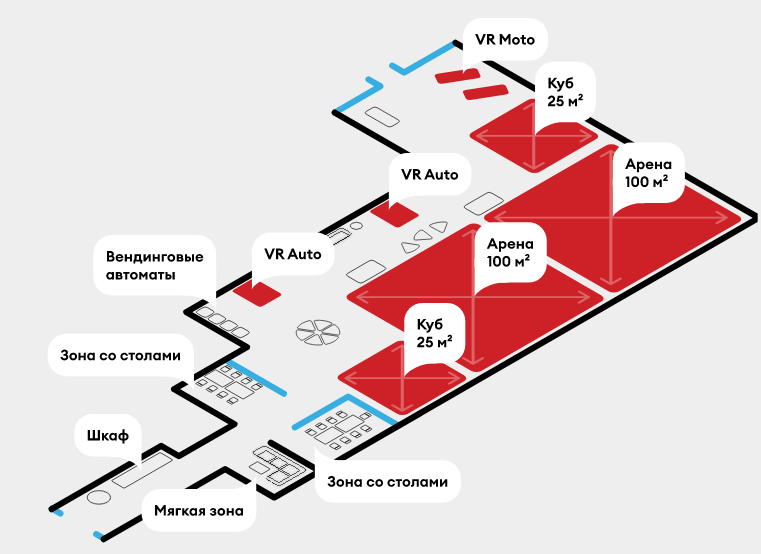 VR Moto
Куб
25 м²
Арена
100 м²
VR Auto
Арена
100 м²
VR Auto
Вендинговые
автоматы
Куб
25 м²
Зона со столами
Шкаф
Зона со столами
Мягкая зона